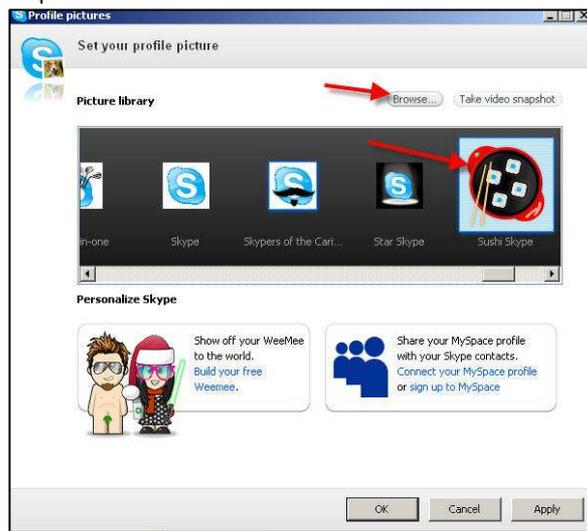 Profile pictures
Set your profile picture
Picture library
Browse...
Take video snapshot
in-one
Skype
Skypers of the Cari...
Star Skype
Sushi Skype
Personalize Skype
Show off your WeeMee
to the world.
Build your free
Weemee.
Share your MySpace profile
with your Skype contacts.
Connect your MySpace profile
or sign up to MySpace
OK
Cancel
Apply